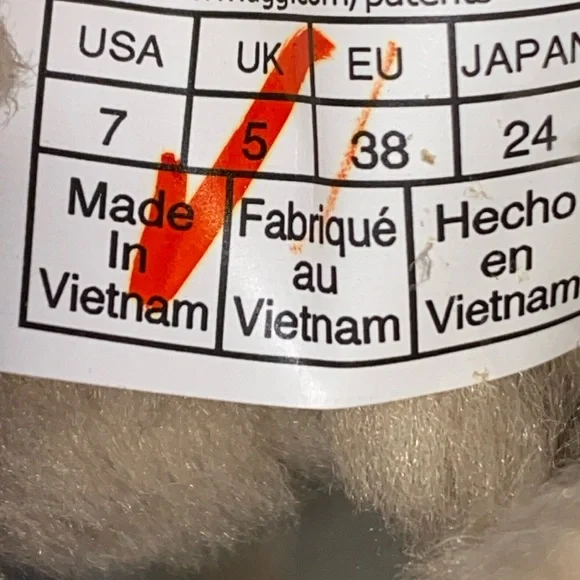 USA UK EU JAPAN
7 5 38 24
Made Fabriqué Hecho
In au en
Vietnam Vietnam Vietnam